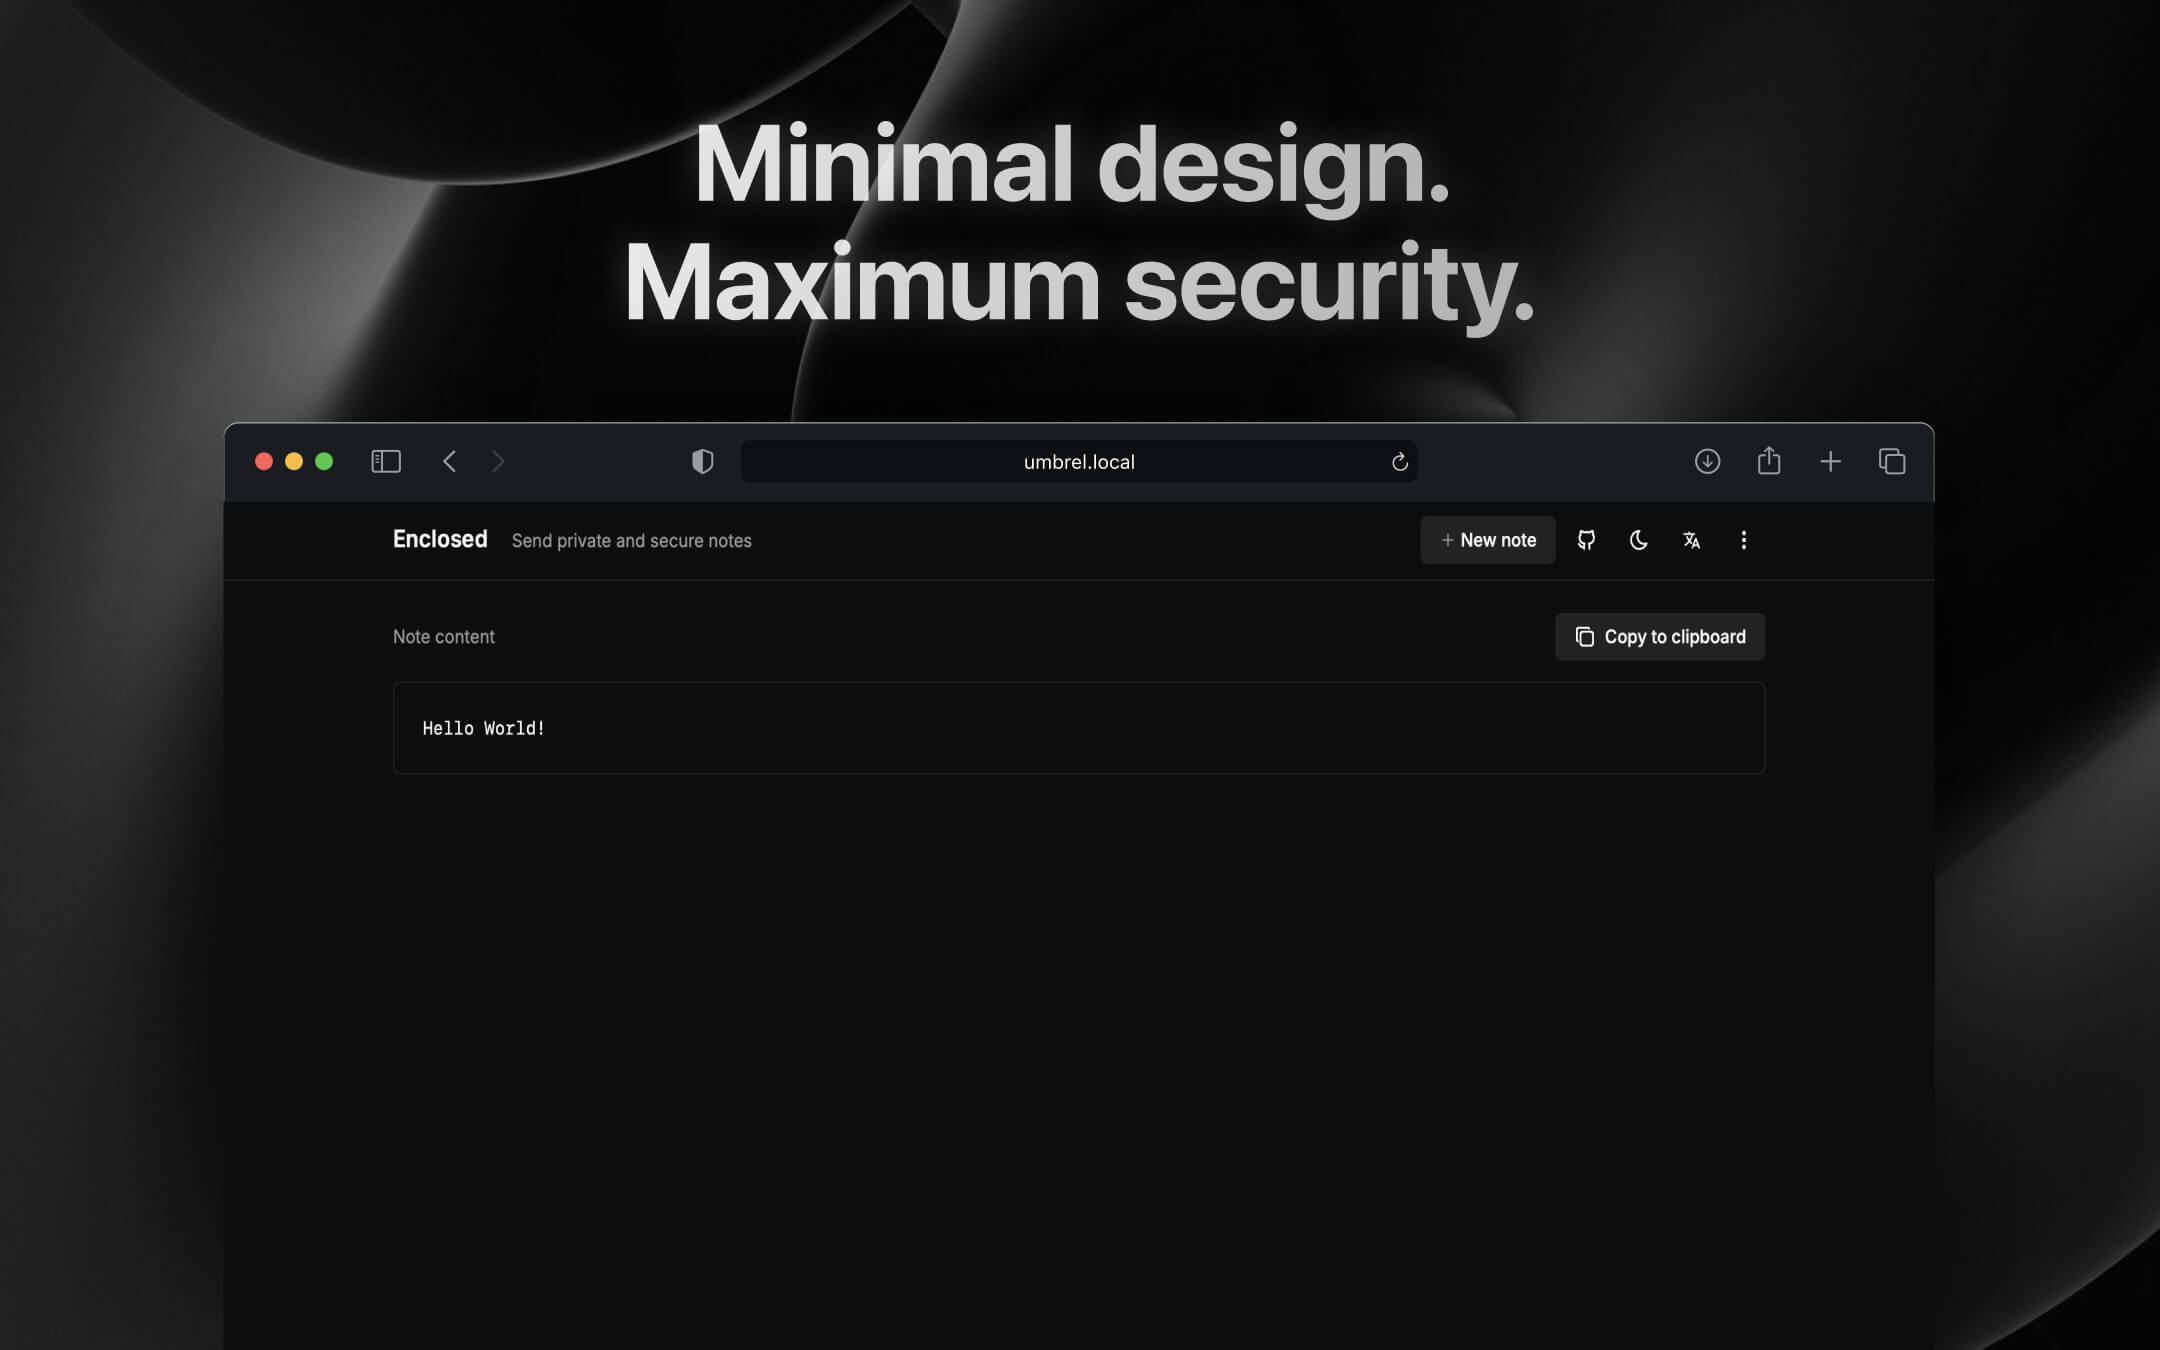 Minimal design.
Maximum security.
umbrel.local
Enclosed Send private and secure notes
New note
Note content
Copy to clipboard
Hello World!